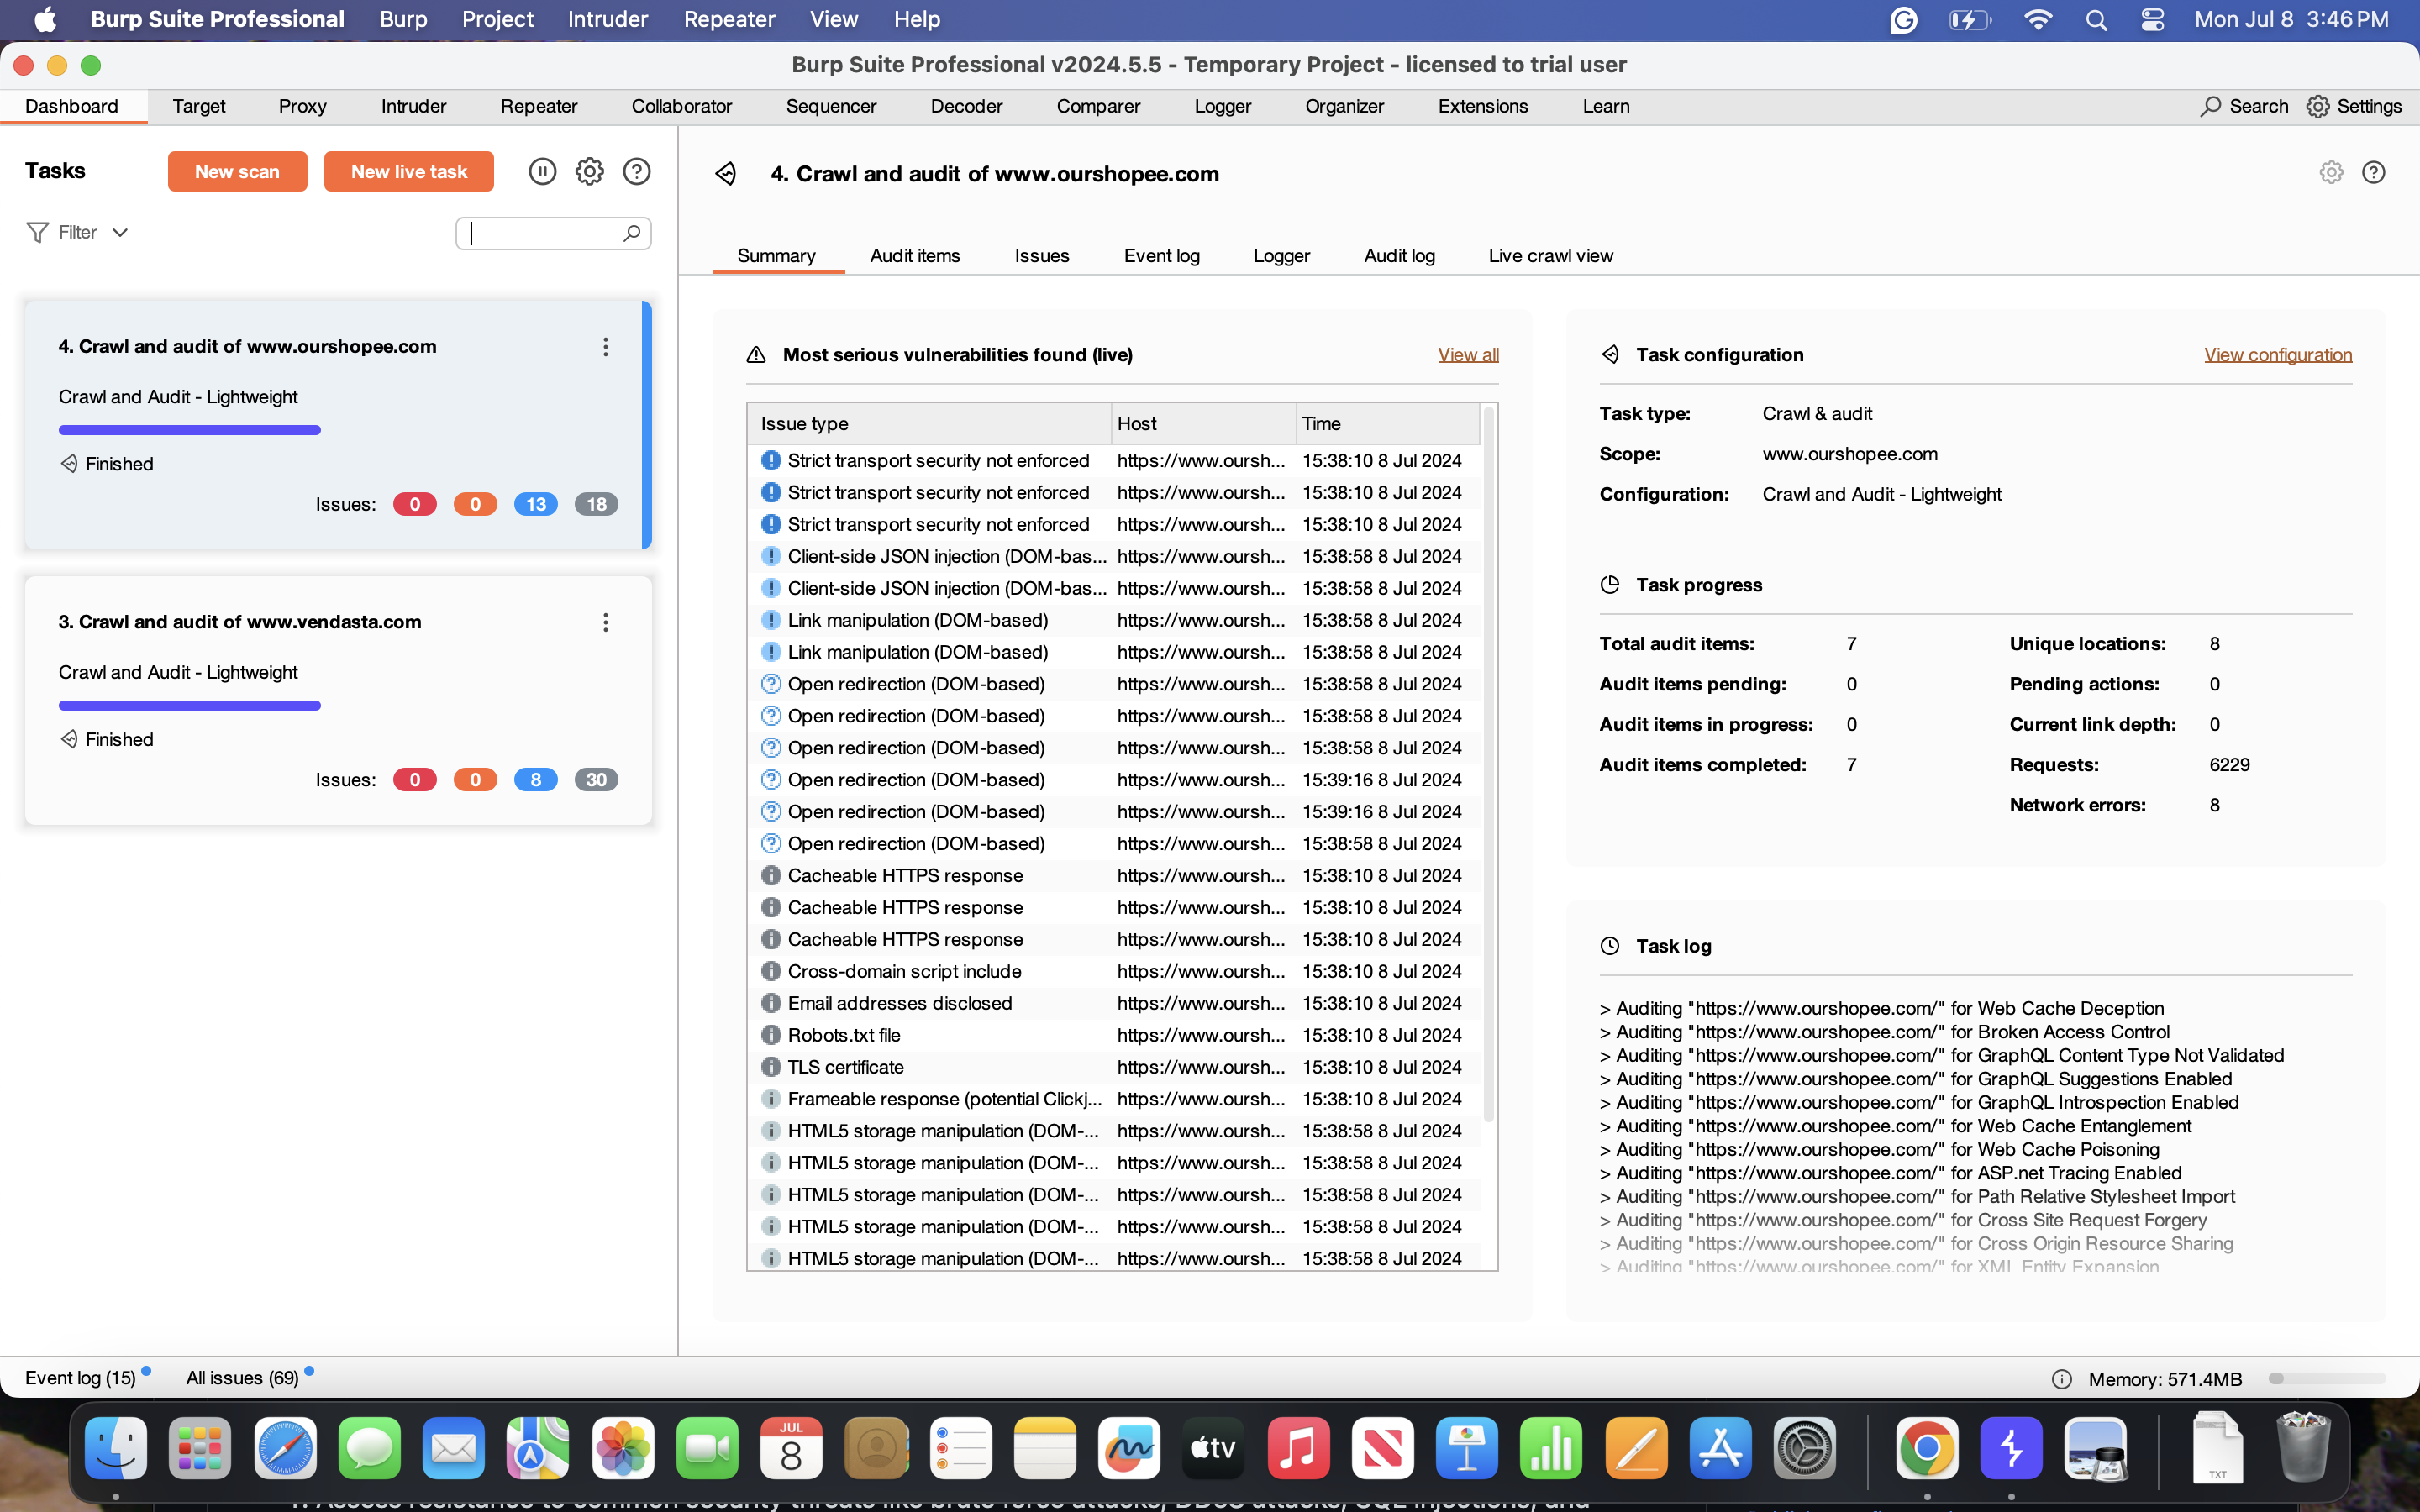 Burp Suite Professional Burp Project Intruder Repeater View Help Mon Jul 8 3:46 PM
Burp Suite Professional v2024.5.5 - Temporary Project - licensed to trial user
Dashboard Target Proxy Intruder Repeater Collaborator Sequencer Decoder Comparer Logger Organizer Extensions Learn Search Settings
Tasks New scan New live task
Filter
4. Crawl and audit of www.ourshopee.com
Crawl and Audit - Lightweight
Finished
Issues: 0 0 13 18
3. Crawl and audit of www.vendasta.com
Crawl and Audit - Lightweight
Finished
Issues: 0 0 8 30
4. Crawl and audit of www.ourshopee.com
Summary Audit items Issues Event log Logger Audit log Live crawl view
Most serious vulnerabilities found (live) View all
Issue type Host Time
Strict transport security not enforced https://www.oursh... 15:38:10 8 Jul 2024
Strict transport security not enforced https://www.oursh... 15:38:10 8 Jul 2024
Strict transport security not enforced https://www.oursh... 15:38:10 8 Jul 2024
Client-side JSON injection (DOM-bas... https://www.oursh... 15:38:58 8 Jul 2024
Client-side JSON injection (DOM-bas... https://www.oursh... 15:38:58 8 Jul 2024
Link manipulation (DOM-based) https://www.oursh... 15:38:58 8 Jul 2024
Link manipulation (DOM-based) https://www.oursh... 15:38:58 8 Jul 2024
Open redirection (DOM-based) https://www.oursh... 15:38:58 8 Jul 2024
Open redirection (DOM-based) https://www.oursh... 15:38:58 8 Jul 2024
Open redirection (DOM-based) https://www.oursh... 15:38:58 8 Jul 2024
Open redirection (DOM-based) https://www.oursh... 15:39:16 8 Jul 2024
Open redirection (DOM-based) https://www.oursh... 15:39:16 8 Jul 2024
Open redirection (DOM-based) https://www.oursh... 15:38:58 8 Jul 2024
Cacheable HTTPS response https://www.oursh... 15:38:10 8 Jul 2024
Cacheable HTTPS response https://www.oursh... 15:38:10 8 Jul 2024
Cacheable HTTPS response https://www.oursh... 15:38:10 8 Jul 2024
Cross-domain script include https://www.oursh... 15:38:10 8 Jul 2024
Email addresses disclosed https://www.oursh... 15:38:10 8 Jul 2024
Robots.txt file https://www.oursh... 15:38:10 8 Jul 2024
TLS certificate https://www.oursh... 15:38:10 8 Jul 2024
Frameable response (potential Clickj... https://www.oursh... 15:38:10 8 Jul 2024
HTML5 storage manipulation (DOM-... https://www.oursh... 15:38:58 8 Jul 2024
HTML5 storage manipulation (DOM-... https://www.oursh... 15:38:58 8 Jul 2024
HTML5 storage manipulation (DOM-... https://www.oursh... 15:38:58 8 Jul 2024
HTML5 storage manipulation (DOM-... https://www.oursh... 15:38:58 8 Jul 2024
HTML5 storage manipulation (DOM-... https://www.oursh... 15:38:58 8 Jul 2024
Task configuration View configuration
Task type: Crawl & audit
Scope: www.ourshopee.com
Configuration: Crawl and Audit - Lightweight
Task progress
Total audit items: 7 Unique locations: 8
Audit items pending: 0 Pending actions: 0
Audit items in progress: 0 Current link depth: 0
Audit items completed: 7 Requests: 6229
Network errors: 8
Task log
> Auditing "https://www.ourshopee.com/" for Web Cache Deception
> Auditing "https://www.ourshopee.com/" for Broken Access Control
> Auditing "https://www.ourshopee.com/" for GraphQL Content Type Not Validated
> Auditing "https://www.ourshopee.com/" for GraphQL Suggestions Enabled
> Auditing "https://www.ourshopee.com/" for GraphQL Introspection Enabled
> Auditing "https://www.ourshopee.com/" for Web Cache Entanglement
> Auditing "https://www.ourshopee.com/" for Web Cache Poisoning
> Auditing "https://www.ourshopee.com/" for ASP.net Tracing Enabled
> Auditing "https://www.ourshopee.com/" for Path Relative Stylesheet Import
> Auditing "https://www.ourshopee.com/" for Cross Site Request Forgery
> Auditing "https://www.ourshopee.com/" for Cross Origin Resource Sharing
> Auditing "https://www.ourshopee.com/" for XML Entity Expansion
Event log (15) All issues (69) Memory: 571.4MB
JUL
8
tv
TXT
Assess resistance to common security threats like brute force attacks, DDoS attacks, SQL injections, and